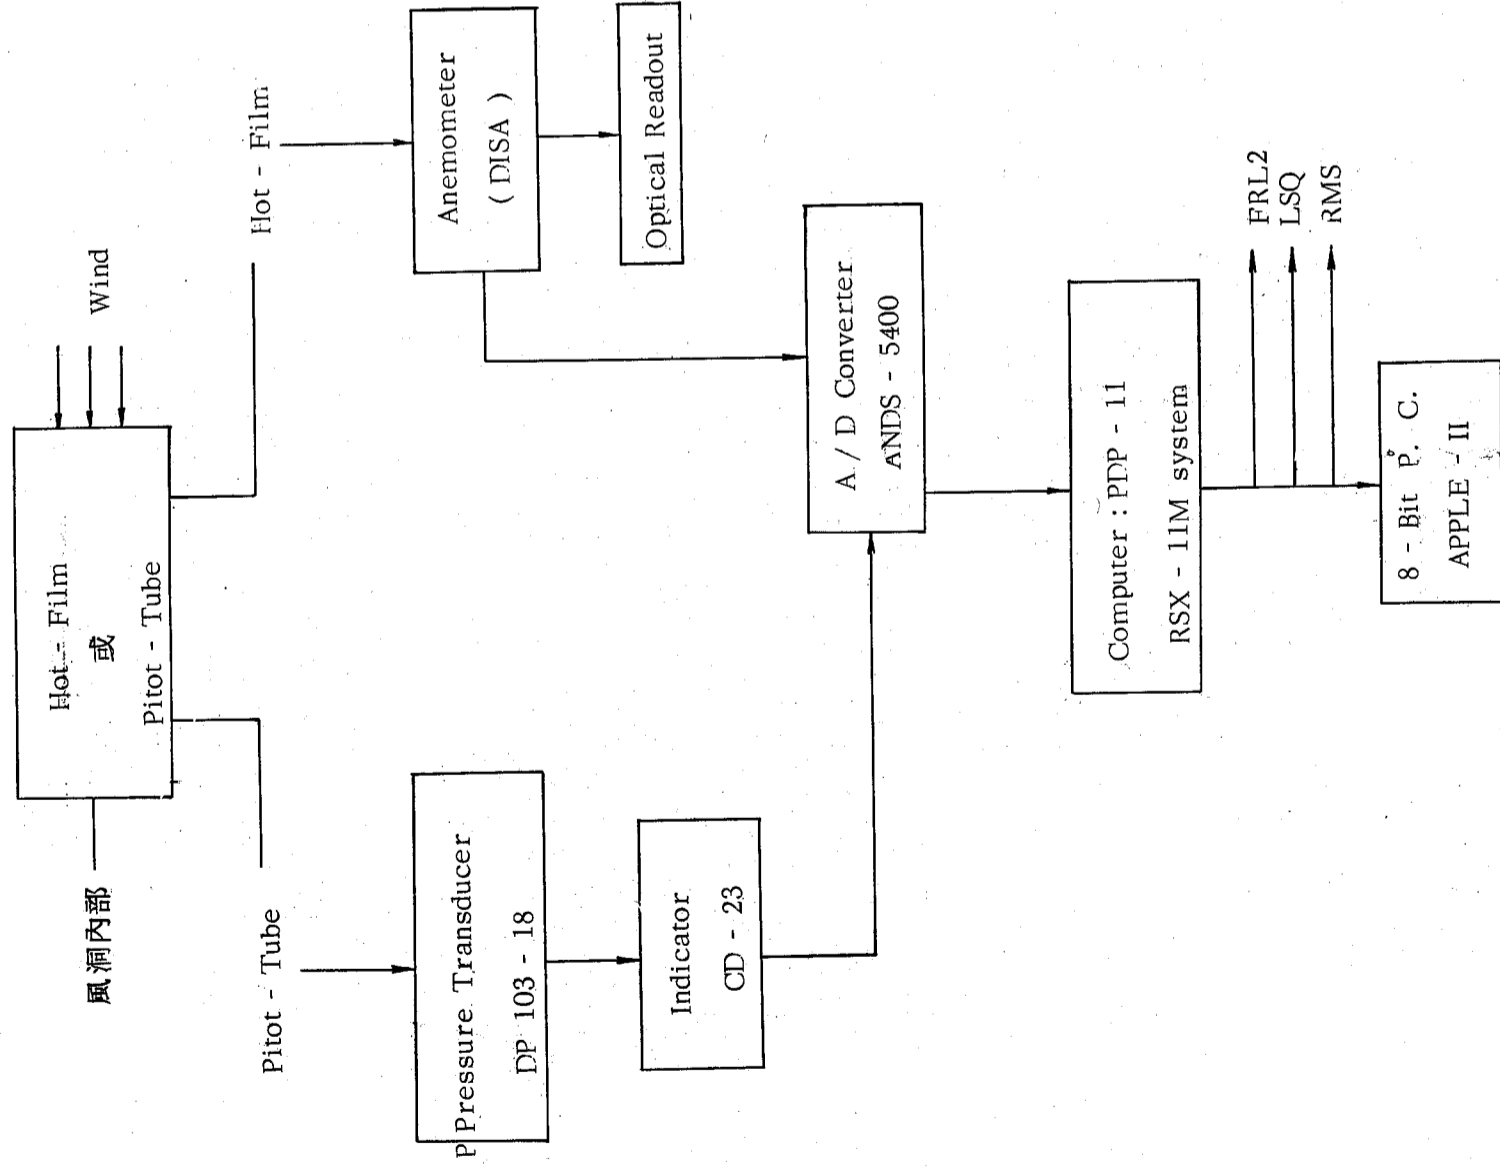 風洞內部
Hot - Film
或
Pitot - Tube
Wind
Pitot - Tube
Hot - Film
P Pressure Transducer
DP 103 - 18
Anemometer
( DISA )
Indicator
CD - 23
Optical Readout
A / D Converter
ANDS - 5400
Computer : PDP - 11
RSX - 11M system
FRL2
LSQ
RMS
8 - Bit P. C.
APPLE - II